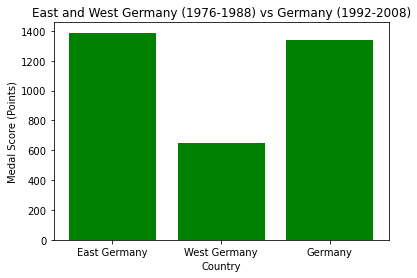 East and West Germany (1976-1988) vs Germany (1992-2008)
Medal Score (Points)
1400
1200
1000
800
600
400
200
0
East Germany
West Germany
Germany
Country